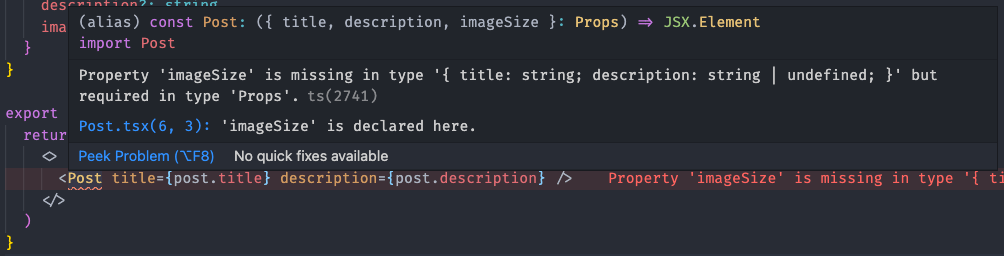 description?: string
(alias) const Post: ({ title, description, imageSize }: Props) => JSX.Element
ima
import Post
}
Property 'imageSize' is missing in type '{ title: string; description: string | undefined; }' but
}
required in type 'Props'. ts(2741)
export
Post.tsx(6, 3): 'imageSize' is declared here.
retur
<>
Peek Problem (⌥F8) No quick fixes available
<Post title={post.title} description={post.description} /> Property 'imageSize' is missing in type '{ ti
</>
)
}